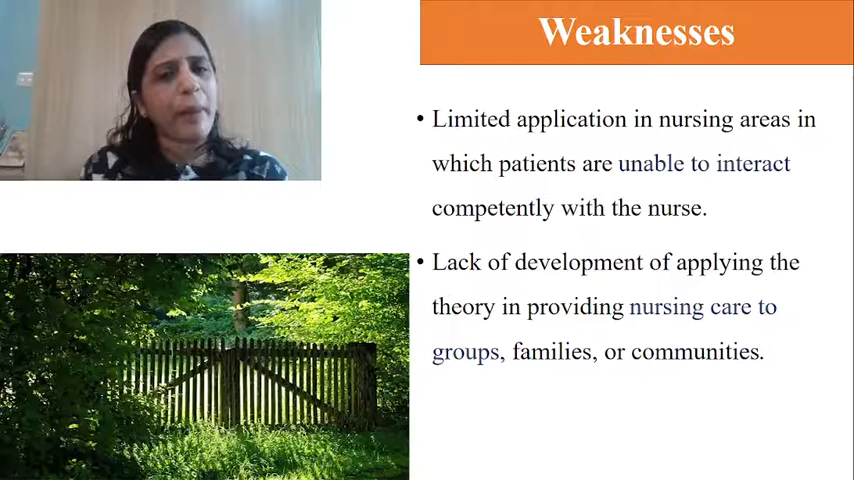 Weaknesses
• Limited application in nursing areas in
which patients are unable to interact
competently with the nurse.
• Lack of development of applying the
theory in providing nursing care to
groups, families, or communities.